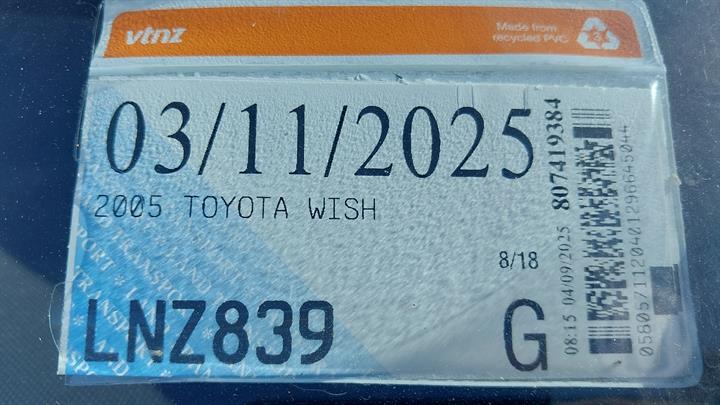 vtnz
Made from
recycled PVC
03/11/2025
2005 TOYOTA WISH
8/18
LNZ839
G
08:15 04/09/2025 807419384